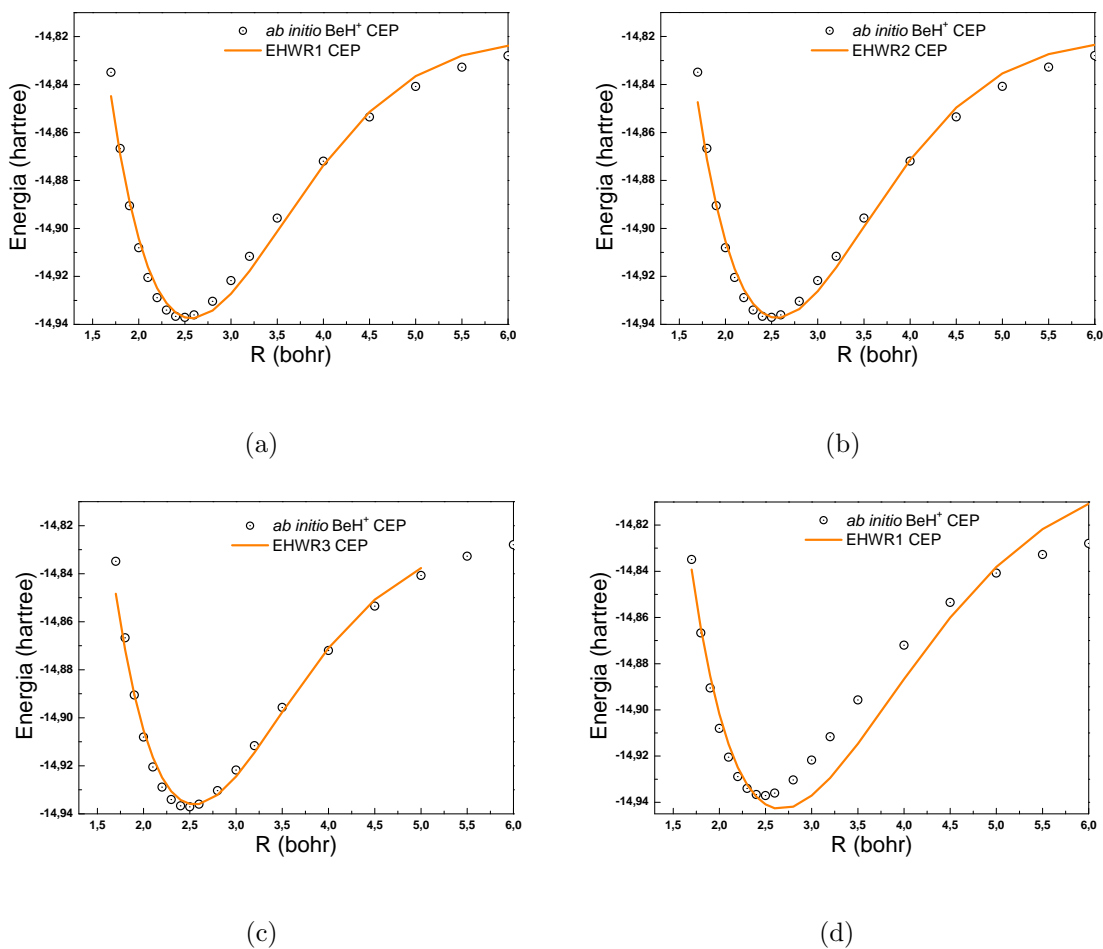 -14,82
-14,84
-14,86
-14,88
-14,90
-14,92
-14,94
Energia (hartree)
ab initio BeH⁺ CEP
EHWR1 CEP
1,5 2,0 2,5 3,0 3,5 4,0 4,5 5,0 5,5 6,0
R (bohr)
(a)
-14,82
-14,84
-14,86
-14,88
-14,90
-14,92
-14,94
Energia (hartree)
ab initio BeH⁺ CEP
EHWR2 CEP
1,5 2,0 2,5 3,0 3,5 4,0 4,5 5,0 5,5 6,0
R (bohr)
(b)
-14,82
-14,84
-14,86
-14,88
-14,90
-14,92
-14,94
Energia (hartree)
ab initio BeH⁺ CEP
EHWR3 CEP
1,5 2,0 2,5 3,0 3,5 4,0 4,5 5,0 5,5 6,0
R (bohr)
(c)
-14,82
-14,84
-14,86
-14,88
-14,90
-14,92
-14,94
Energia (hartree)
ab initio BeH⁺ CEP
EHWR1 CEP
1,5 2,0 2,5 3,0 3,5 4,0 4,5 5,0 5,5 6,0
R (bohr)
(d)